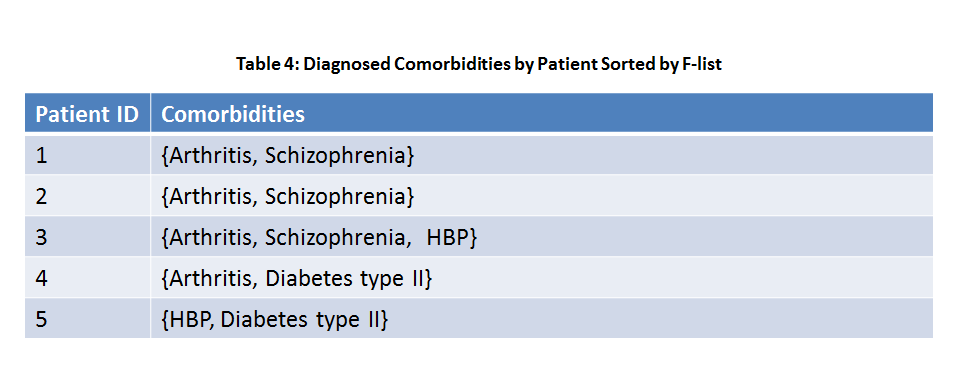 Table 4: Diagnosed Comorbidities by Patient Sorted by F-list
Patient ID Comorbidities
1 {Arthritis, Schizophrenia}
2 {Arthritis, Schizophrenia}
3 {Arthritis, Schizophrenia, HBP}
4 {Arthritis, Diabetes type II}
5 {HBP, Diabetes type II}